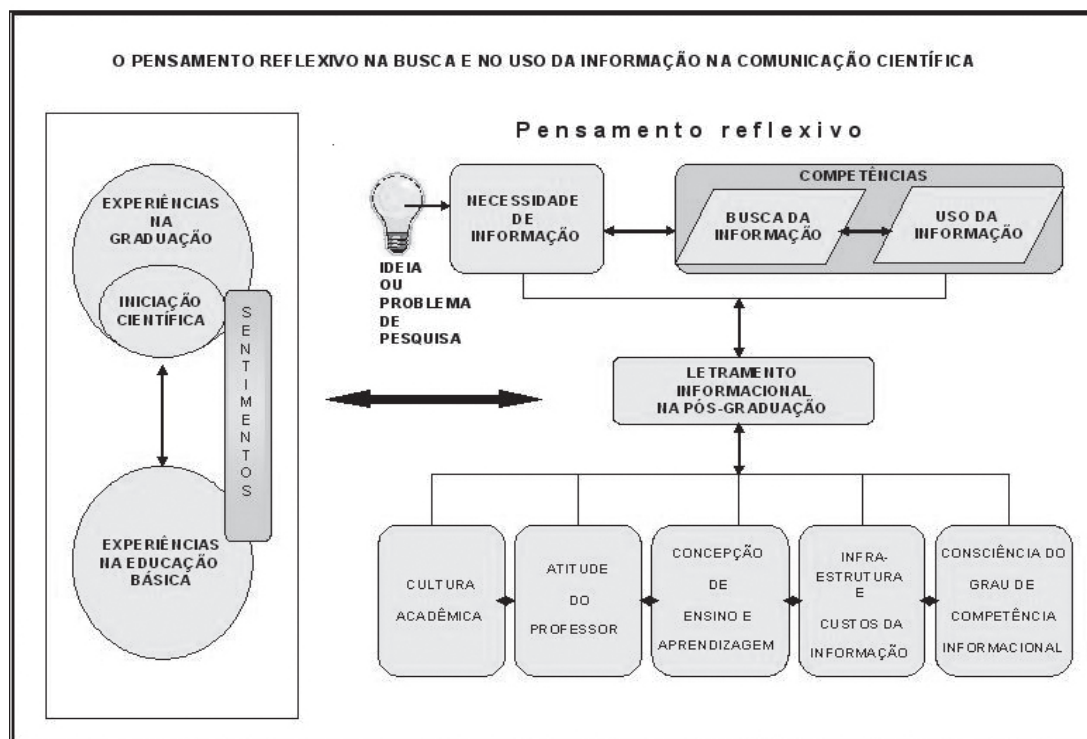 O PENSAMENTO REFLEXIVO NA BUSCA E NO USO DA INFORMAÇÃO NA COMUNICAÇÃO CIENTÍFICA
EXPERIÊNCIAS
NA
GRADUAÇÃO
INICIAÇÃO
CIENTÍFICA
SENTIMENTOS
EXPERIÊNCIAS
NA EDUCAÇÃO
BÁSICA
Pensamento reflexivo
IDEIA
OU
PROBLEMA
DE
PESQUISA
NECESSIDADE
DE
INFORMAÇÃO
COMPETÊNCIAS
BUSCA DA
INFORMAÇÃO
USO DA
INFORMAÇÃO
LETRAMENTO
INFORMACIONAL
NA PÓS-GRADUAÇÃO
CULTURA
ACADÊMICA
ATITUDE
DO
PROFESSOR
CONCEPÇÃO
DE
ENSINO E
APRENDIZAGEM
INFRA-
ESTRUTURA
E
CUSTOS DA
INFORMAÇÃO
CONSCIÊNCIA DO
GRAU DE
COMPETÊNCIA
INFORMACIONAL